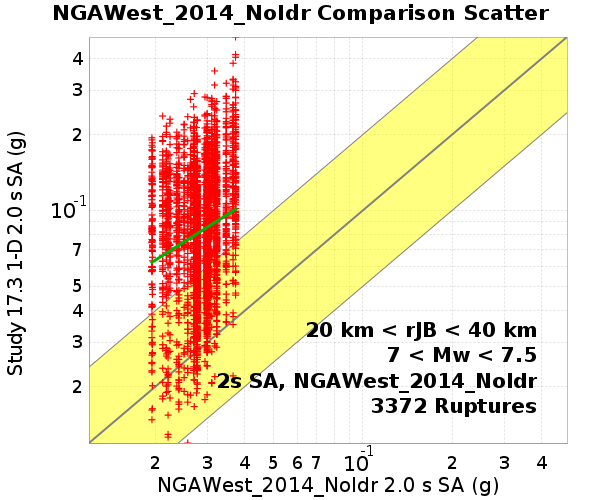 NGAWest_2014_NoIdr Comparison Scatter
Study 17.3 1-D 2.0 s SA (g)
4
3
2
10-1
7
5
4
3
2
20 km < rJB < 40 km
7 < Mw < 7.5
2s SA, NGAWest_2014_NoIdr
3372 Ruptures
2 3 4 5 6 7 10-1 2 3 4
NGAWest_2014_NoIdr 2.0 s SA (g)